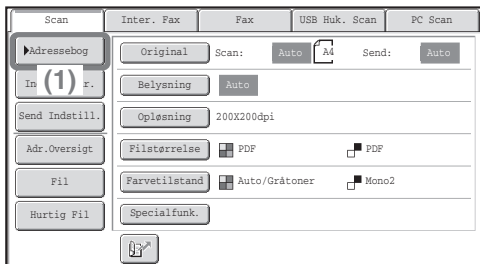 Scan Inter. Fax Fax USB Huk. Scan PC Scan
Adressebog Original Scan: Auto A4 Send: Auto
(1) r. Belysning Auto
Send Indstill. Opløsning 200X200dpi
Adr.Oversigt Filstørrelse PDF PDF
Fil Farvetilstand Auto/Gråtoner Mono2
Hurtig Fil Specialfunk.